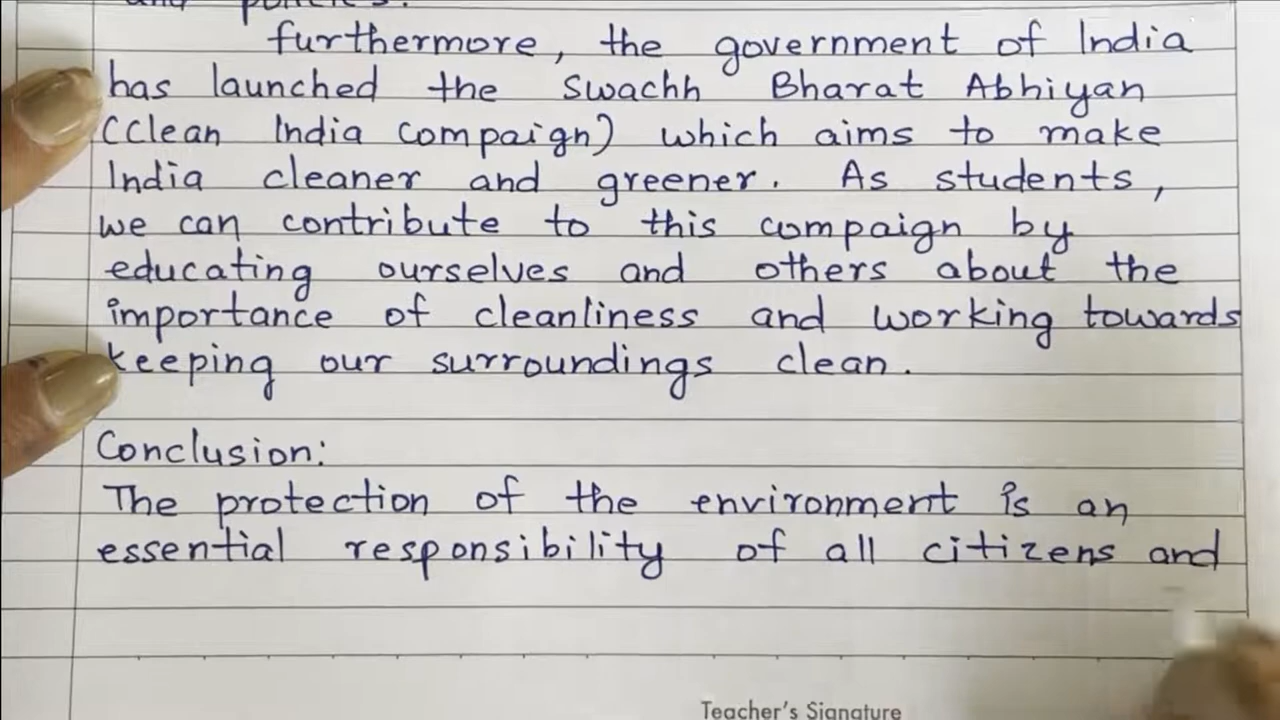 furthermore, the government of India
has launched the Swachh Bharat Abhiyan
(Clean India Compaign) which aims to make
India cleaner and greener. As students,
we can contribute to this compaign by
educating ourselves and others about the
importance of cleanliness and working towards
keeping our surroundings clean.
Conclusion:
The protection of the environment is an
essential responsibility of all citizens and
Teacher's Signature